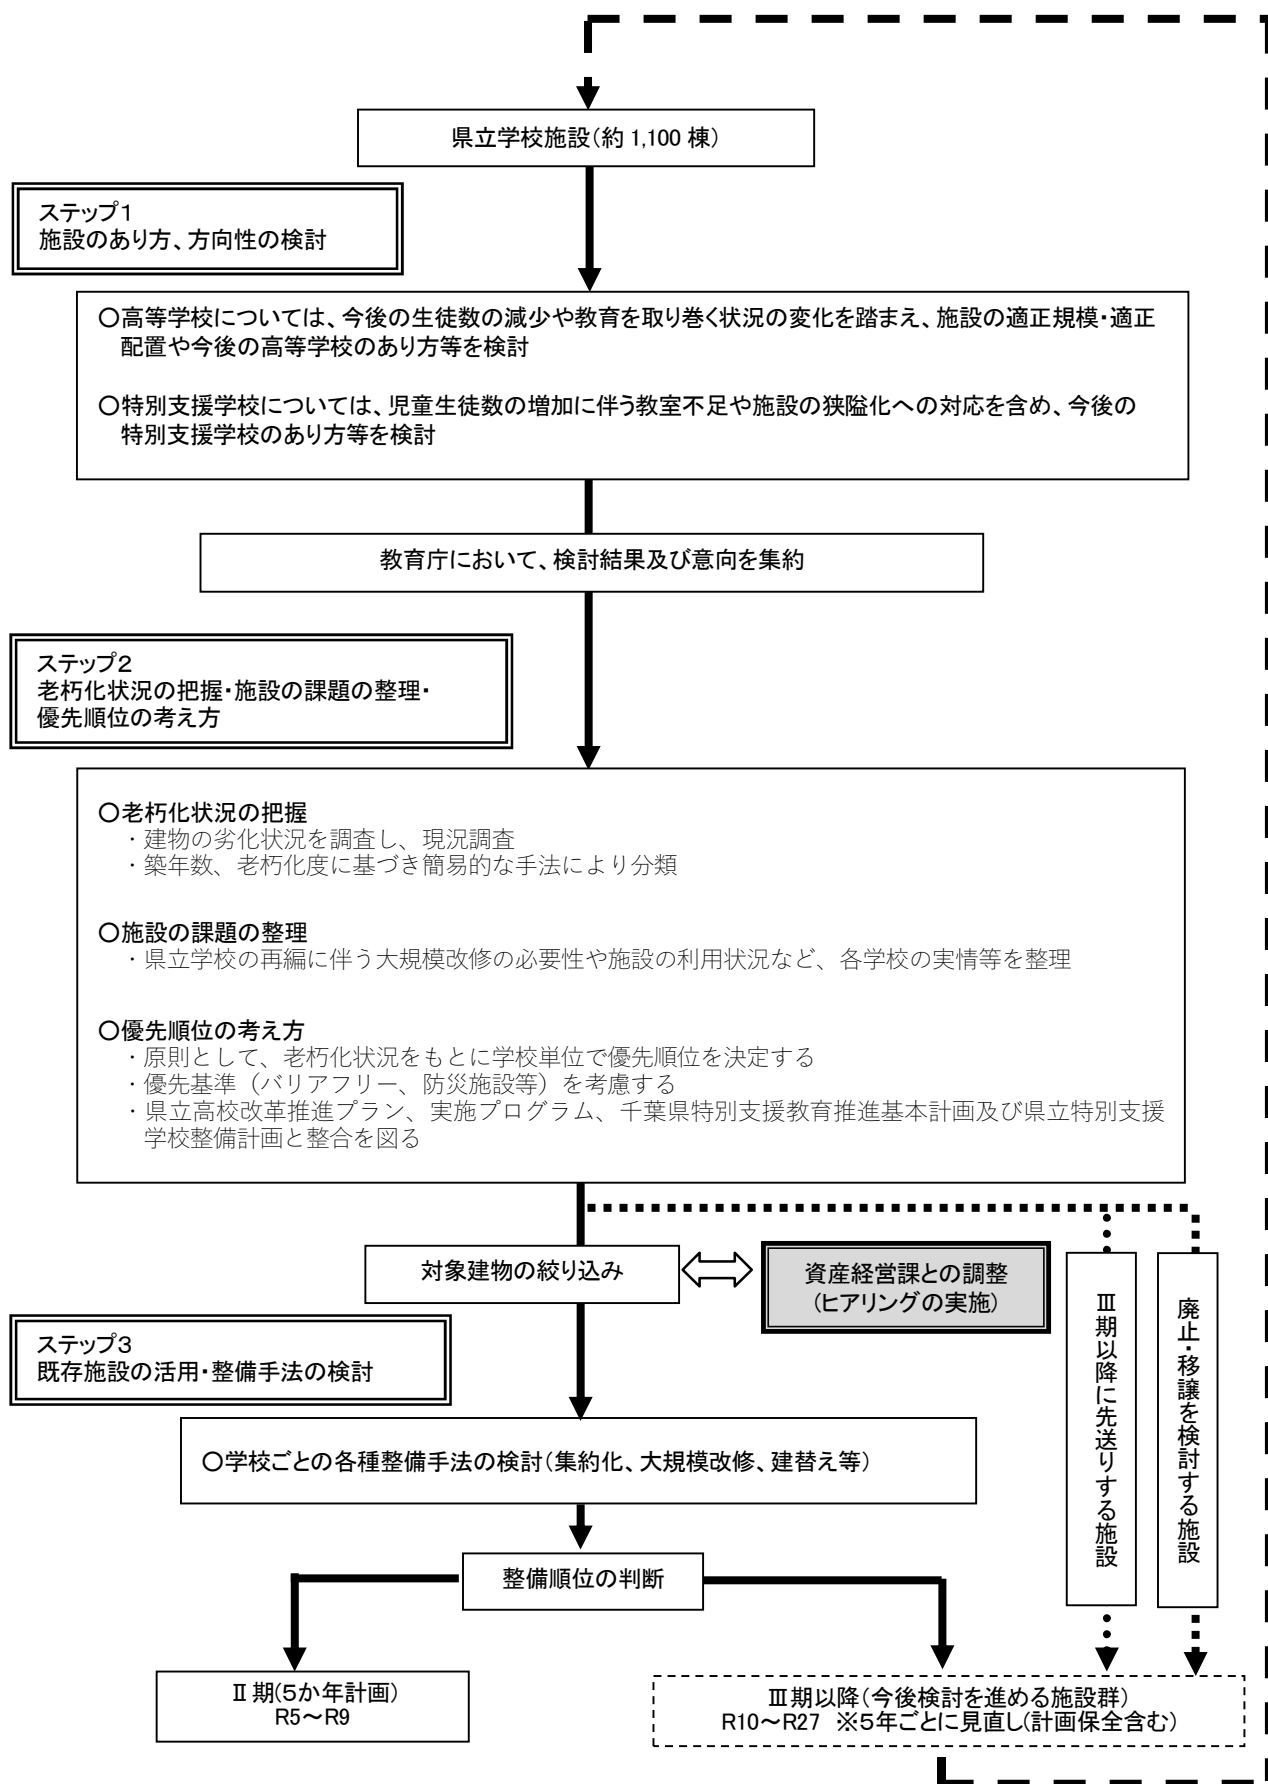 県立学校施設(約 1,100 棟)
ステップ1
施設のあり方、方向性の検討
○高等学校については、今後の生徒数の減少や教育を取り巻く状況の変化を踏まえ、施設の適正規模・適正
配置や今後の高等学校のあり方等を検討
○特別支援学校については、児童生徒数の増加に伴う教室不足や施設の狭隘化への対応を含め、今後の
特別支援学校のあり方等を検討
教育庁において、検討結果及び意向を集約
ステップ2
老朽化状況の把握・施設の課題の整理・
優先順位の考え方
○老朽化状況の把握
・建物の劣化状況を調査し、現況調査
・築年数、老朽化度に基づき簡易的な手法により分類
○施設の課題の整理
・県立学校の再編に伴う大規模改修の必要性や施設の利用状況など、各学校の実情等を整理
○優先順位の考え方
・原則として、老朽化状況をもとに学校単位で優先順位を決定する
・優先基準（バリアフリー、防災施設等）を考慮する
・県立高校改革推進プラン、実施プログラム、千葉県特別支援教育推進基本計画及び県立特別支援
学校整備計画と整合を図る
対象建物の絞り込み
資産経営課との調整
(ヒアリングの実施)
Ⅲ期以降に先送りする施設
廃止・移譲を検討する施設
ステップ3
既存施設の活用・整備手法の検討
○学校ごとの各種整備手法の検討(集約化、大規模改修、建替え等)
整備順位の判断
Ⅱ期(5か年計画)
R5～R9
Ⅲ期以降(今後検討を進める施設群)
R10～R27 ※5年ごとに見直し(計画保全含む)